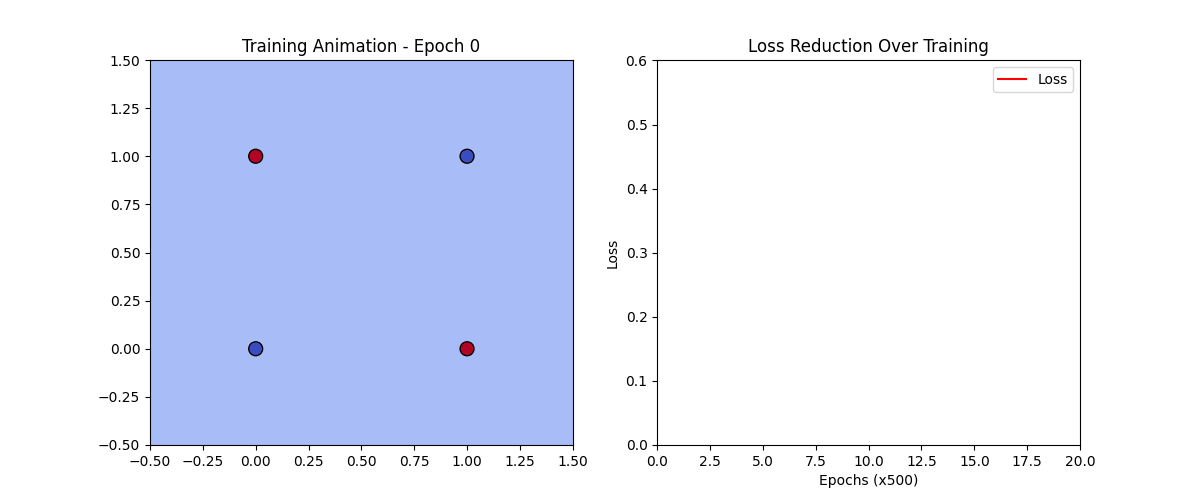 Training Animation - Epoch 0
1.50
1.25
1.00
0.75
0.50
0.25
0.00
−0.25
−0.50
−0.50 −0.25 0.00 0.25 0.50 0.75 1.00 1.25 1.50
Loss Reduction Over Training
Loss
0.6
0.5
0.4
0.3
0.2
0.1
0.0
Loss
0.0 2.5 5.0 7.5 10.0 12.5 15.0 17.5 20.0
Epochs (x500)